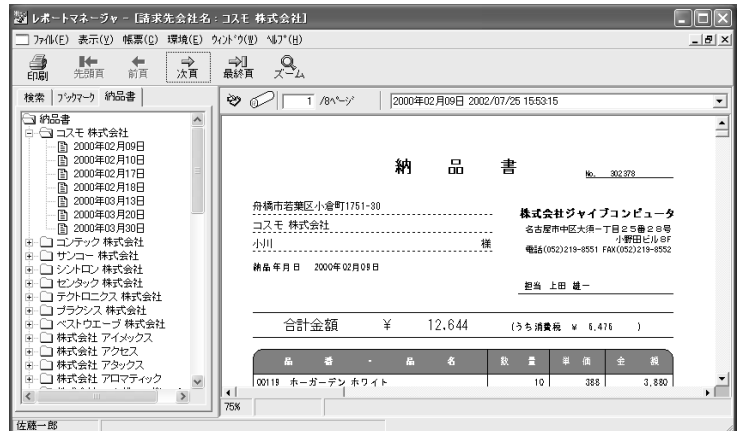 レポートマネージャ - [請求先会社名 : コスモ 株式会社]
ファイル(F) 表示(V) 帳票(C) 環境(E) ウィンドウ(W) ヘルプ(H)
印刷 先頭頁 前頁 次頁 最終頁 ズーム
検索 ブックマーク 納品書
1 /8ページ 2000年02月09日 2002/07/25 15:53:15
納品書
コスモ 株式会社
2000年02月09日
2000年02月10日
2000年02月17日
2000年02月18日
2000年03月13日
2000年03月20日
2000年03月30日
コンテック 株式会社
サンコー 株式会社
シントロン 株式会社
センタック 株式会社
テクトロニクス 株式会社
プラクシス 株式会社
ベストウエーブ 株式会社
株式会社 アイメックス
株式会社 アクセス
株式会社 アタックス
株式会社 アロマティック
納 品 書
No. 302378
舟橋市若葉区小倉町1751-30
コスモ 株式会社
小川 様
納品年月日 2000年02月09日
株式会社ジャイブコンピュータ
名古屋市中区大須一丁目25番28号
小野田ビル8F
電話(052)219-8551 FAX(052)219-8552
担当 上田 雄一
合計金額 ¥ 12,644 (うち消費税 ¥ 6,476 )
品 番 ・ 品 名 数 量 単 価 金 額
00119 ホーガーデン ホワイト 10 388 3,880
75%
佐藤一郎